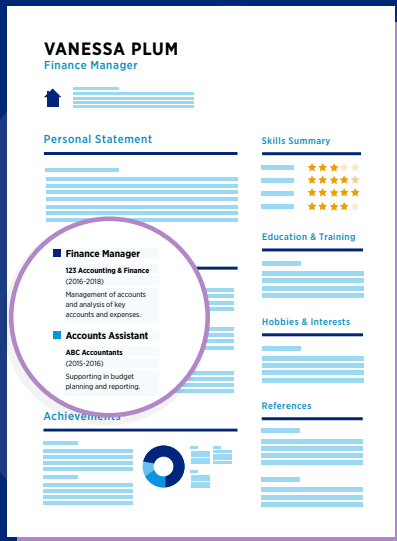 VANESSA PLUM
Finance Manager
Personal Statement
Finance Manager
123 Accounting & Finance
(2016-2018)
Management of accounts
and analysis of key
accounts and expenses.
Accounts Assistant
ABC Accountants
(2015-2016)
Supporting in budget
planning and reporting.
Achievements
Skills Summary
Education & Training
Hobbies & Interests
References